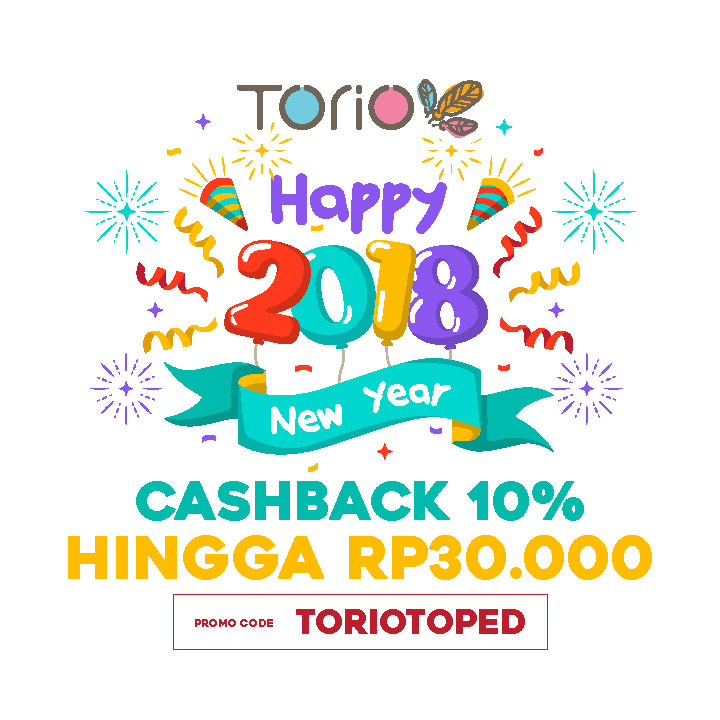 Torio
Happy
2018
New Year
CASHBACK 10%
HINGGA RP30.000
PROMO CODE TORIOTOPED